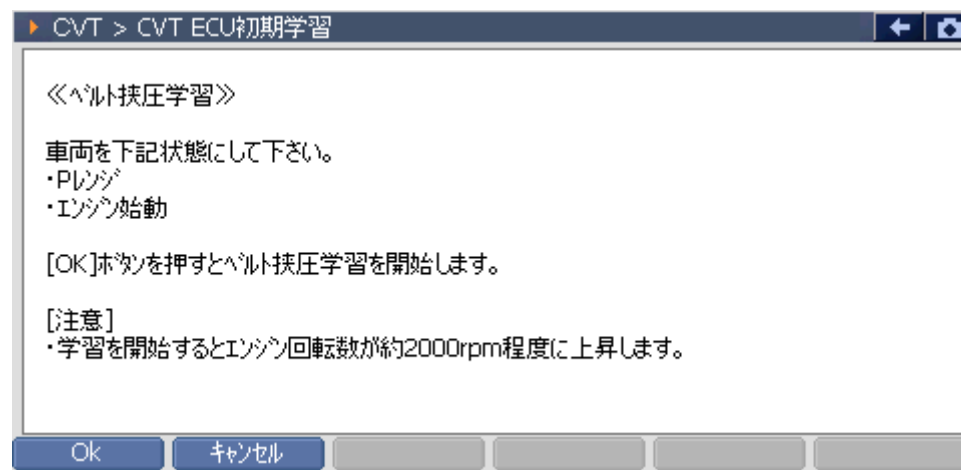 CVT > CVT ECU初期学習
≪ﾍﾞﾙﾄ挟圧学習≫
車両を下記状態にして下さい。
・Pﾚﾝｼﾞ
・ｴﾝｼﾞﾝ始動
[OK]ﾎﾞﾀﾝを押すとﾍﾞﾙﾄ挟圧学習を開始します。
[注意]
・学習を開始するとｴﾝｼﾞﾝ回転数が約2000rpm程度に上昇します。
Ok ｷｬﾝｾﾙ